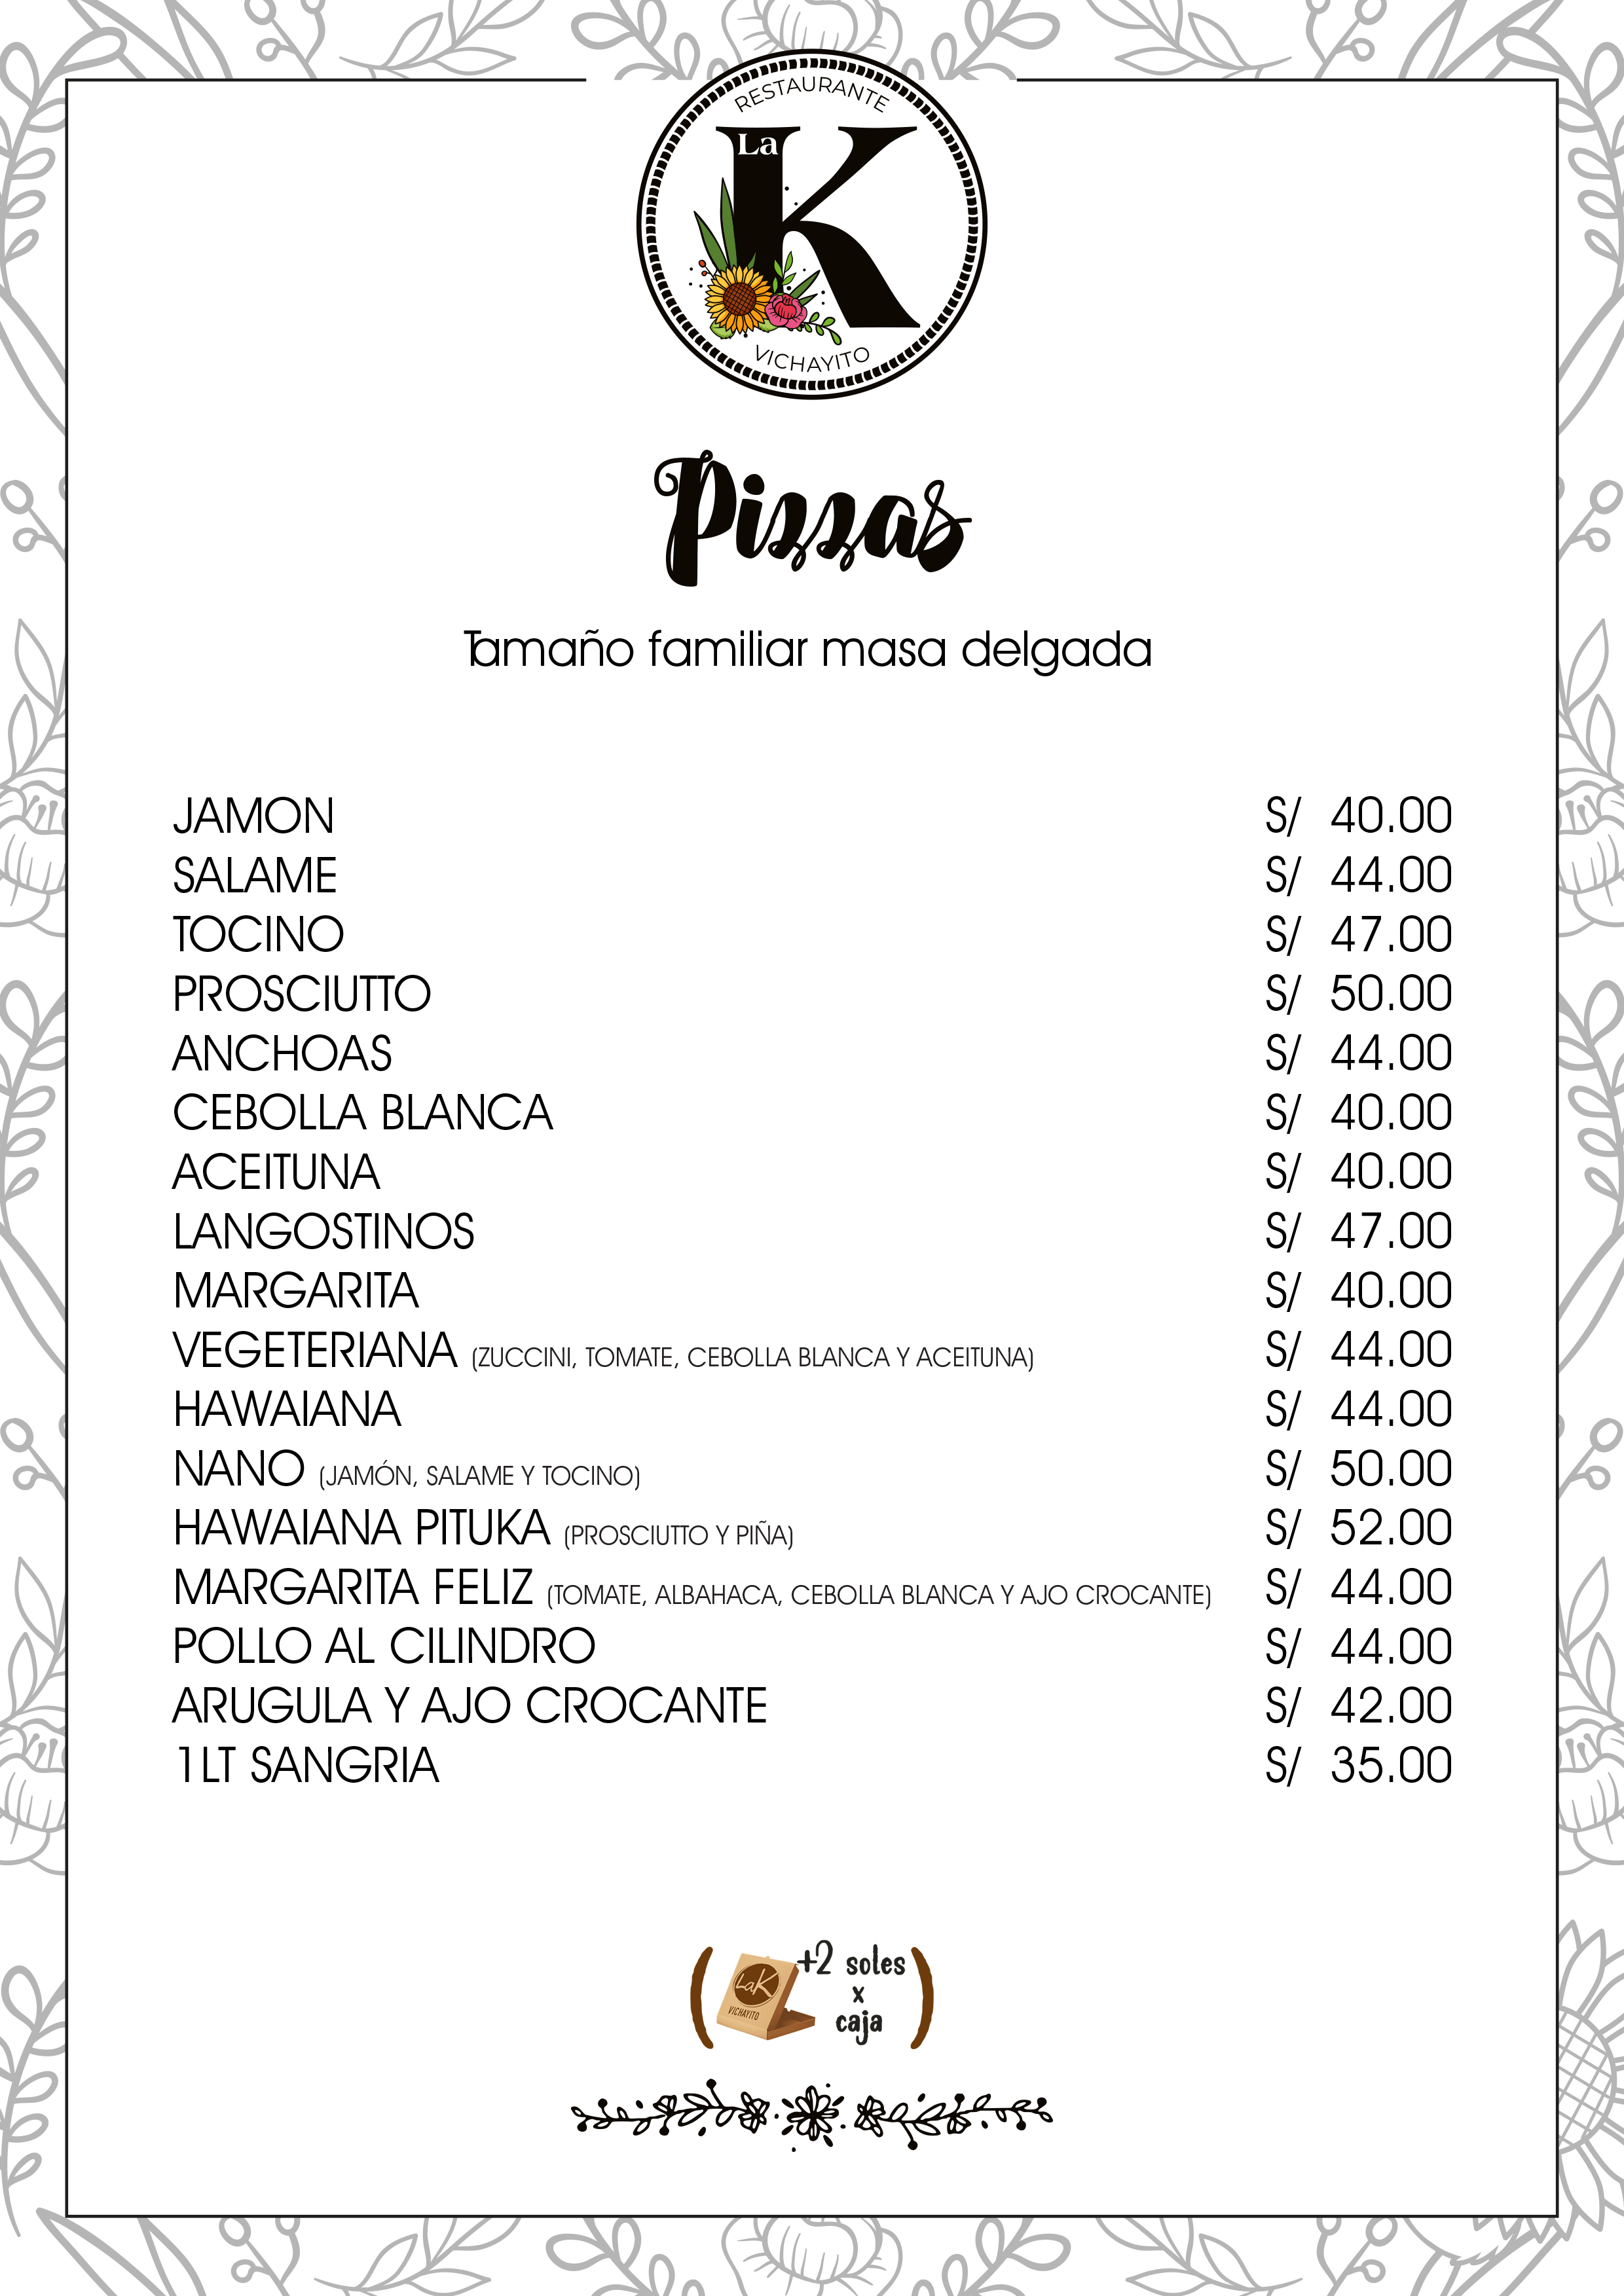 RESTAURANTE
La
K
VICHAYITO
Pizzas
Tamaño familiar masa delgada
JAMON S/ 40.00
SALAME S/ 44.00
TOCINO S/ 47.00
PROSCIUTTO S/ 50.00
ANCHOAS S/ 44.00
CEBOLLA BLANCA S/ 40.00
ACEITUNA S/ 40.00
LANGOSTINOS S/ 47.00
MARGARITA S/ 40.00
VEGETERIANA (ZUCCINI, TOMATE, CEBOLLA BLANCA Y ACEITUNA) S/ 44.00
HAWAIANA S/ 44.00
NANO (JAMÓN, SALAME Y TOCINO) S/ 50.00
HAWAIANA PITUKA (PROSCIUTTO Y PIÑA) S/ 52.00
MARGARITA FELIZ (TOMATE, ALBAHACA, CEBOLLA BLANCA Y AJO CROCANTE) S/ 44.00
POLLO AL CILINDRO S/ 44.00
ARUGULA Y AJO CROCANTE S/ 42.00
1LT SANGRIA S/ 35.00
LaK
VICHAYITO
+2 soles
x
caja